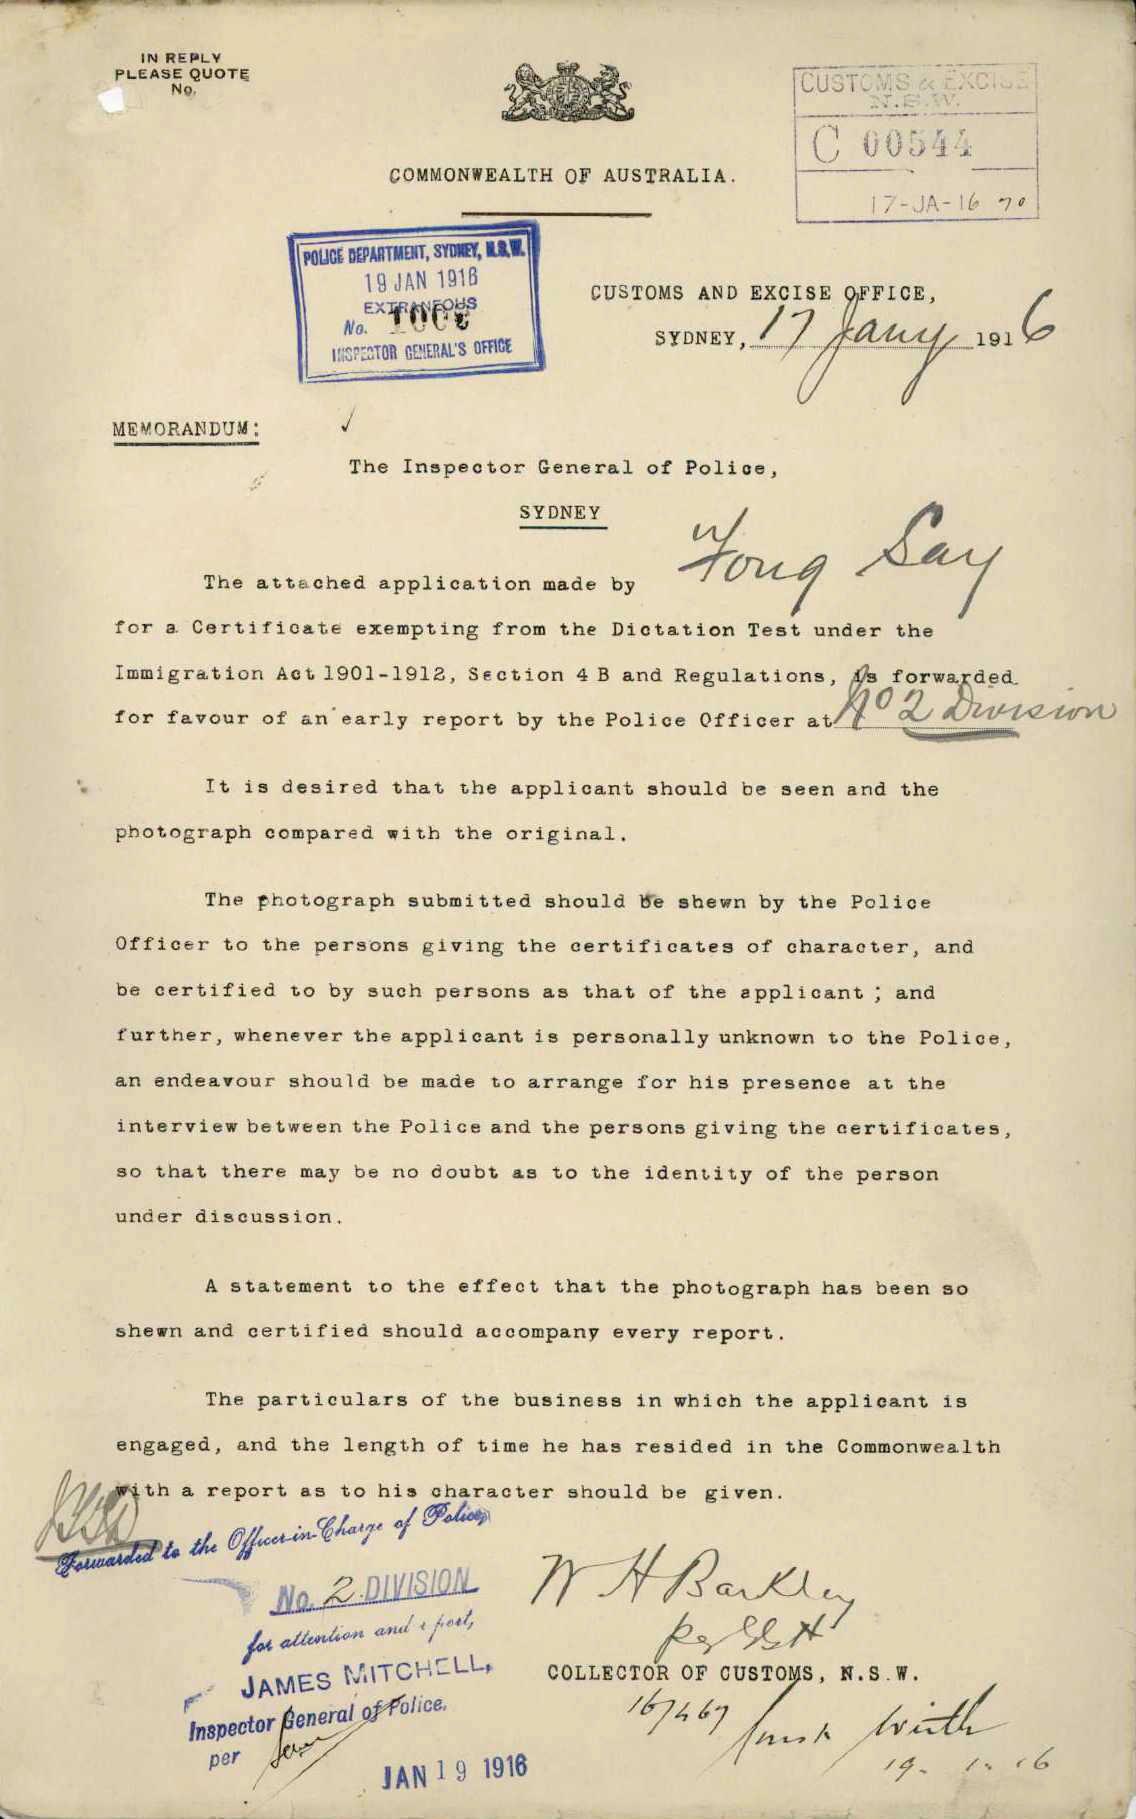 IN REPLY
PLEASE QUOTE
No.
CUSTOMS & EXCISE
N.S.W.
C 00544
17-JA-16
COMMONWEALTH OF AUSTRALIA.
POLICE DEPARTMENT, SYDNEY, N.S.W.
19 JAN 1916
EXTRANEOUS
No.
INSPECTOR GENERAL'S OFFICE
CUSTOMS AND EXCISE OFFICE,
SYDNEY, 17 Jany 1916
MEMORANDUM:
The Inspector General of Police,
SYDNEY
The attached application made by Fong Say
for a Certificate exempting from the Dictation Test under the
Immigration Act 1901-1912, Section 4 B and Regulations, is forwarded
for favour of an early report by the Police Officer at No 2 Division
It is desired that the applicant should be seen and the
photograph compared with the original.
The photograph submitted should be shewn by the Police
Officer to the persons giving the certificates of character, and
be certified to by such persons as that of the applicant; and
further, whenever the applicant is personally unknown to the Police,
an endeavour should be made to arrange for his presence at the
interview between the Police and the persons giving the certificates,
so that there may be no doubt as to the identity of the person
under discussion.
A statement to the effect that the photograph has been so
shewn and certified should accompany every report.
The particulars of the business in which the applicant is
engaged, and the length of time he has resided in the Commonwealth
with a report as to his character should be given.
Forwarded to the Officer-in-Charge of Police
No. 2 DIVISION
for attention and report,
JAMES MITCHELL,
Inspector General of Police.
per
JAN 19 1916
W H Barkley
COLLECTOR OF CUSTOMS, N.S.W.
16/467
19. 1. 16